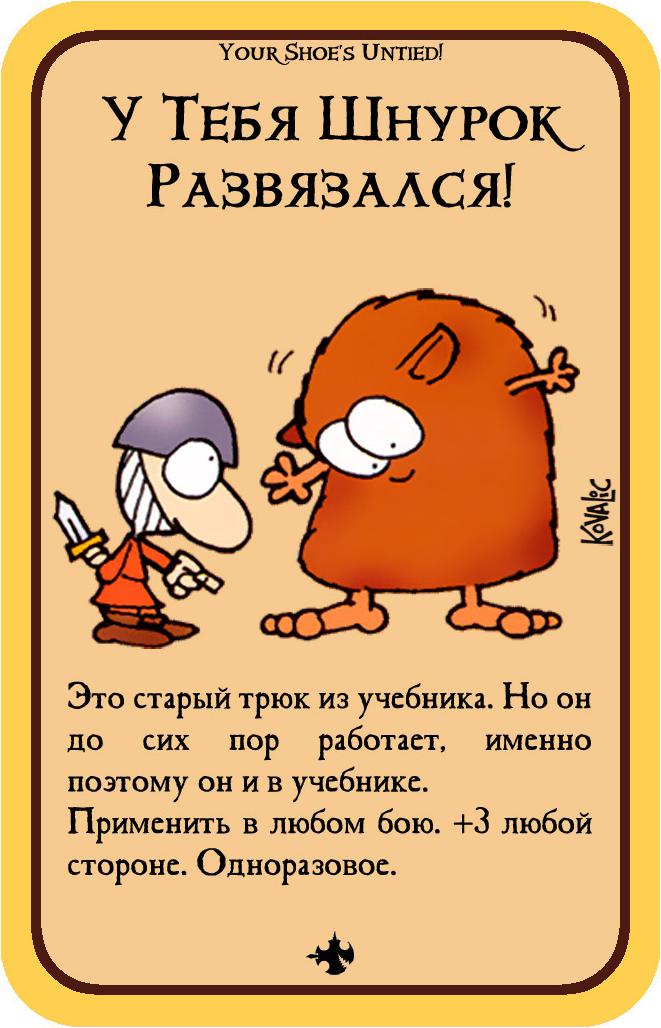 Your Shoe's Untied!
У Тебя Шнурок
Развязался!
Kovalic
Это старый трюк из учебника. Но он
до сих пор работает, именно
поэтому он и в учебнике.
Применить в любом бою. +3 любой
стороне. Одноразовое.